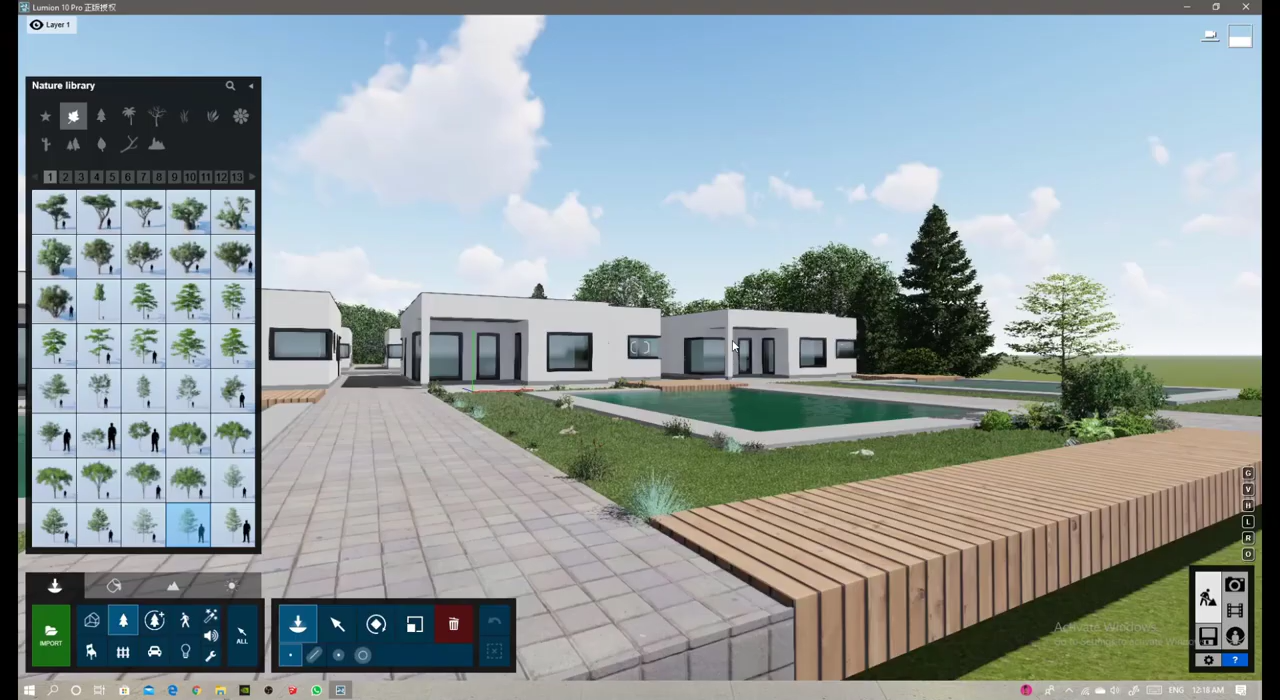 Lumion 10 Pro 正版授权
Layer 1
Nature library
1 2 3 4 5 6 7 8 9 10 11 12 13
G
V
H
L
R
O
IMPORT
ALL
Activate Windows
?
ENG 12:18 AM